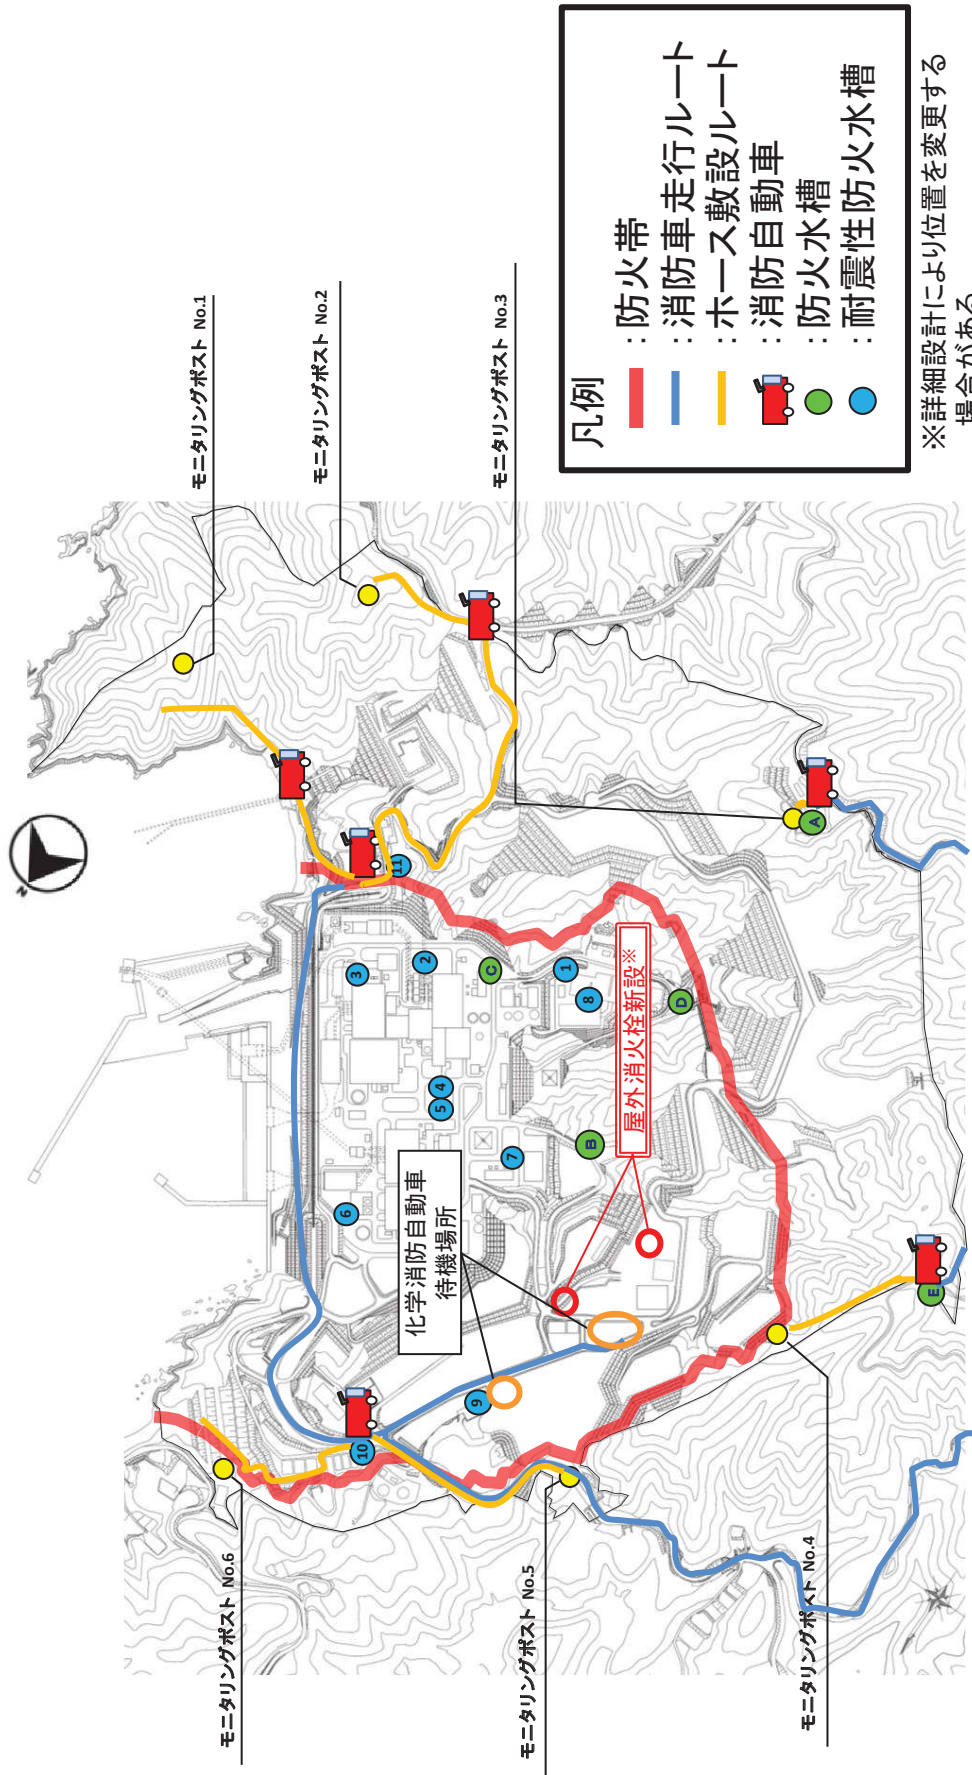 モニタリングポスト No.6
モニタリングポスト No.5
モニタリングポスト No.4
モニタリングポスト No.1
モニタリングポスト No.2
モニタリングポスト No.3
N
化学消防自動車
待機場所
屋外消火栓新設※
10
9
6
7
5
4
3
2
8
1
11
B
D
C
E
A
凡例
:防火帯
:消防車走行ルート
:ホース敷設ルート
:消防自動車
:防火水槽
:耐震性防火水槽
※詳細設計により位置を変更する
場合がある